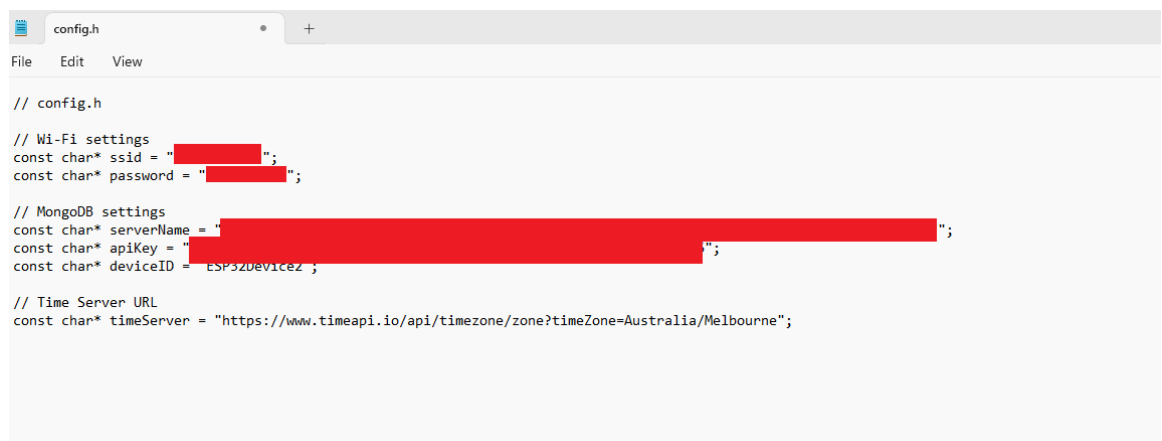 config.h
File Edit View
// config.h
// Wi-Fi settings
const char* ssid = " ";
const char* password = " ";
// MongoDB settings
const char* serverName = " ";
const char* apiKey = " ";
const char* deviceID = "ESP32Device2";
// Time Server URL
const char* timeServer = "https://www.timeapi.io/api/timezone/zone?timeZone=Australia/Melbourne";